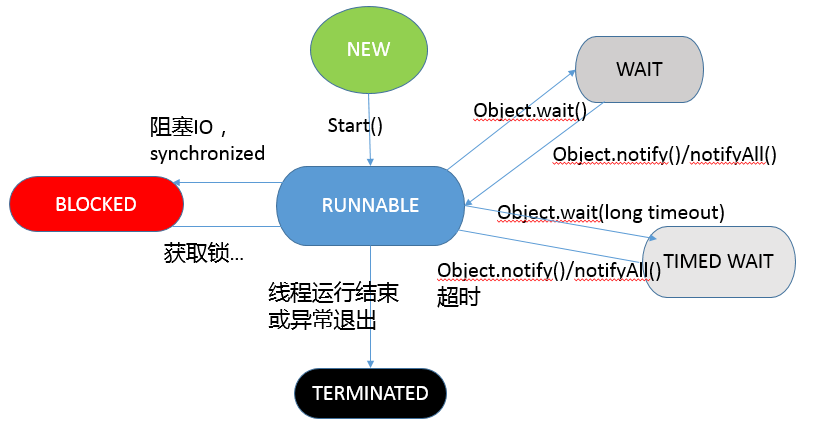 NEW
WAIT
Start()
Object.wait()
阻塞IO，
synchronized
Object.notify()/notifyAll()
BLOCKED
RUNNABLE
Object.wait(long timeout)
获取锁...
Object.notify()/notifyAll()
超时
TIMED WAIT
线程运行结束
或异常退出
TERMINATED